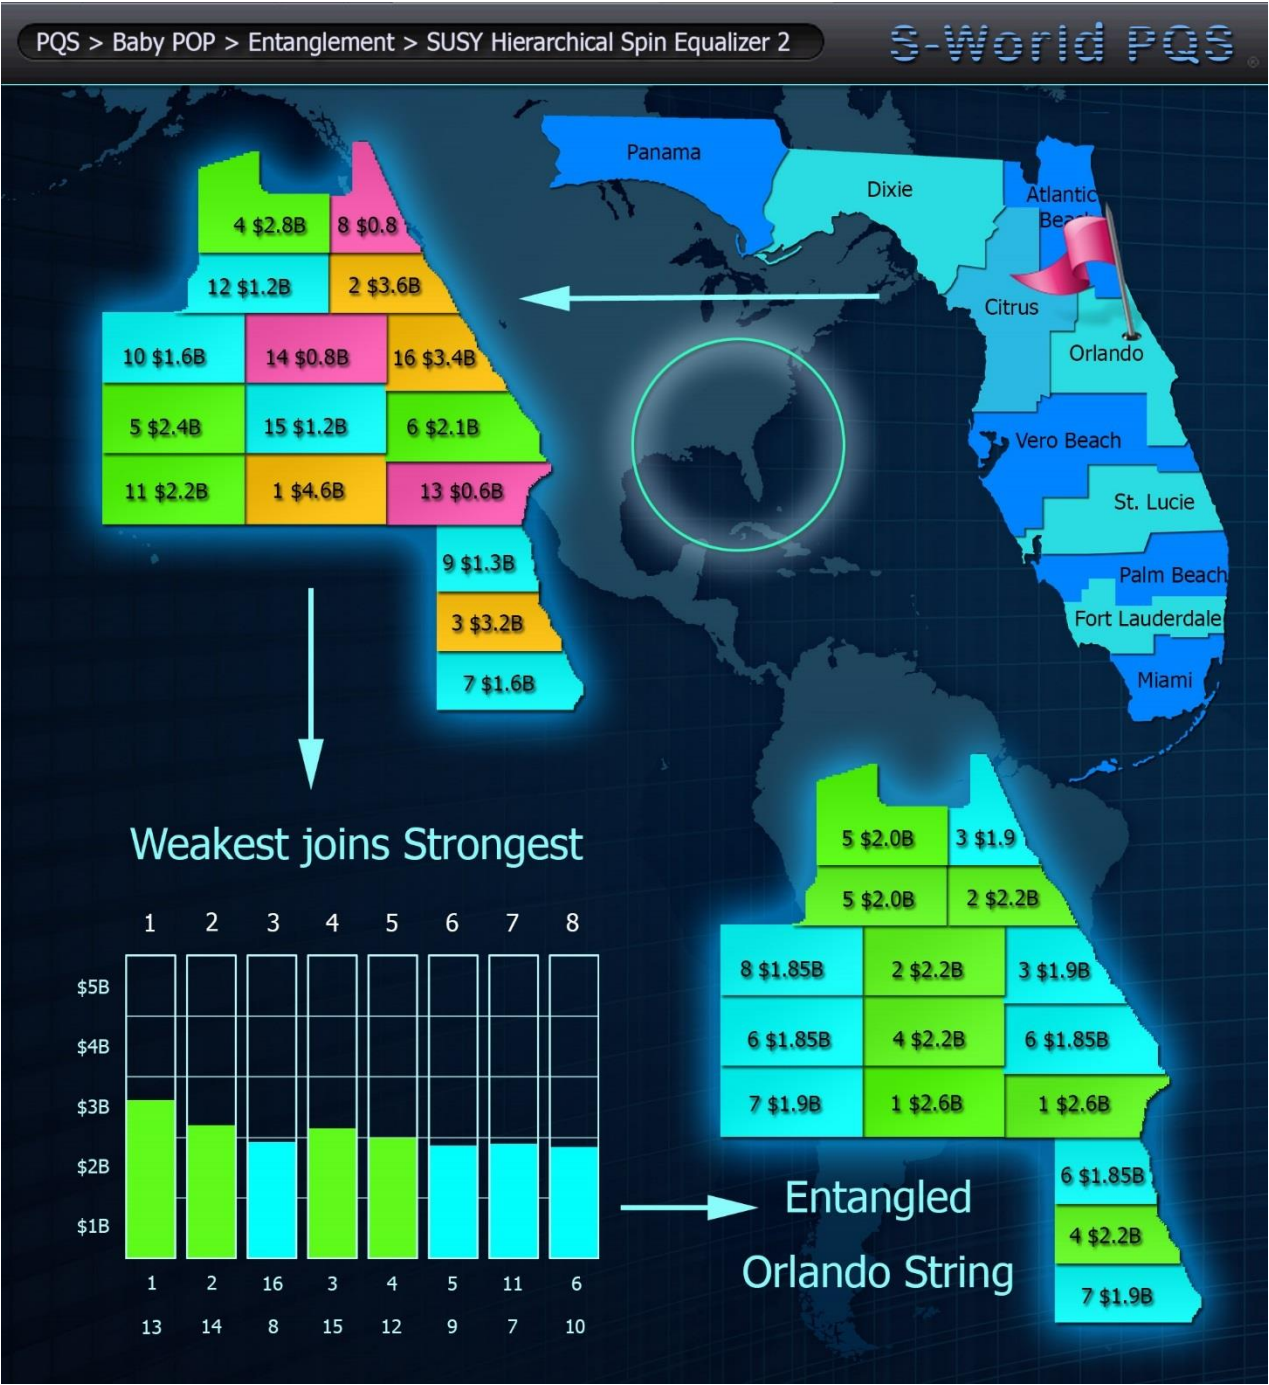 PQS > Baby POP > Entanglement > SUSY Hierarchical Spin Equalizer 2
S-World PQS ®
Panama
Dixie
Atlantic
Beach
Citrus
Orlando
Vero Beach
St. Lucie
Palm Beach
Fort Lauderdale
Miami
4 $2.8B
8 $0.8
12 $1.2B
2 $3.6B
10 $1.6B
14 $0.8B
16 $3.4B
5 $2.4B
15 $1.2B
6 $2.1B
11 $2.2B
1 $4.6B
13 $0.6B
9 $1.3B
3 $3.2B
7 $1.6B
Weakest joins Strongest
1 2 3 4 5 6 7 8
$5B
$4B
$3B
$2B
$1B
1 2 16 3 4 5 11 6
13 14 8 15 12 9 7 10
5 $2.0B
3 $1.9
5 $2.0B
2 $2.2B
8 $1.85B
2 $2.2B
3 $1.9B
6 $1.85B
4 $2.2B
6 $1.85B
7 $1.9B
1 $2.6B
1 $2.6B
6 $1.85B
4 $2.2B
7 $1.9B
Entangled
Orlando String